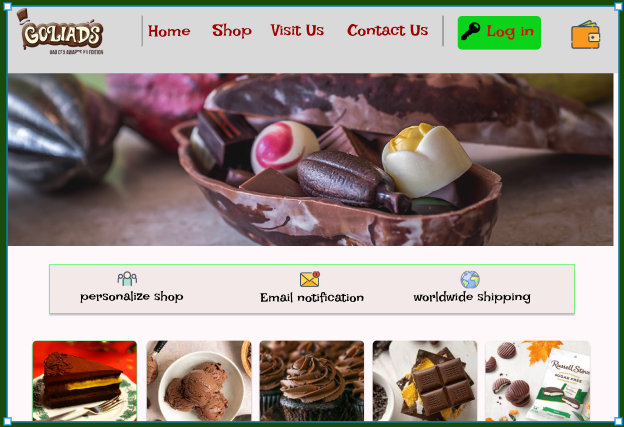 GOLIADS
Home
Shop
Visit Us
Contact Us
Log in
personalize shop
Email notification
worldwide shipping
Russell Stover
SUGAR FREE